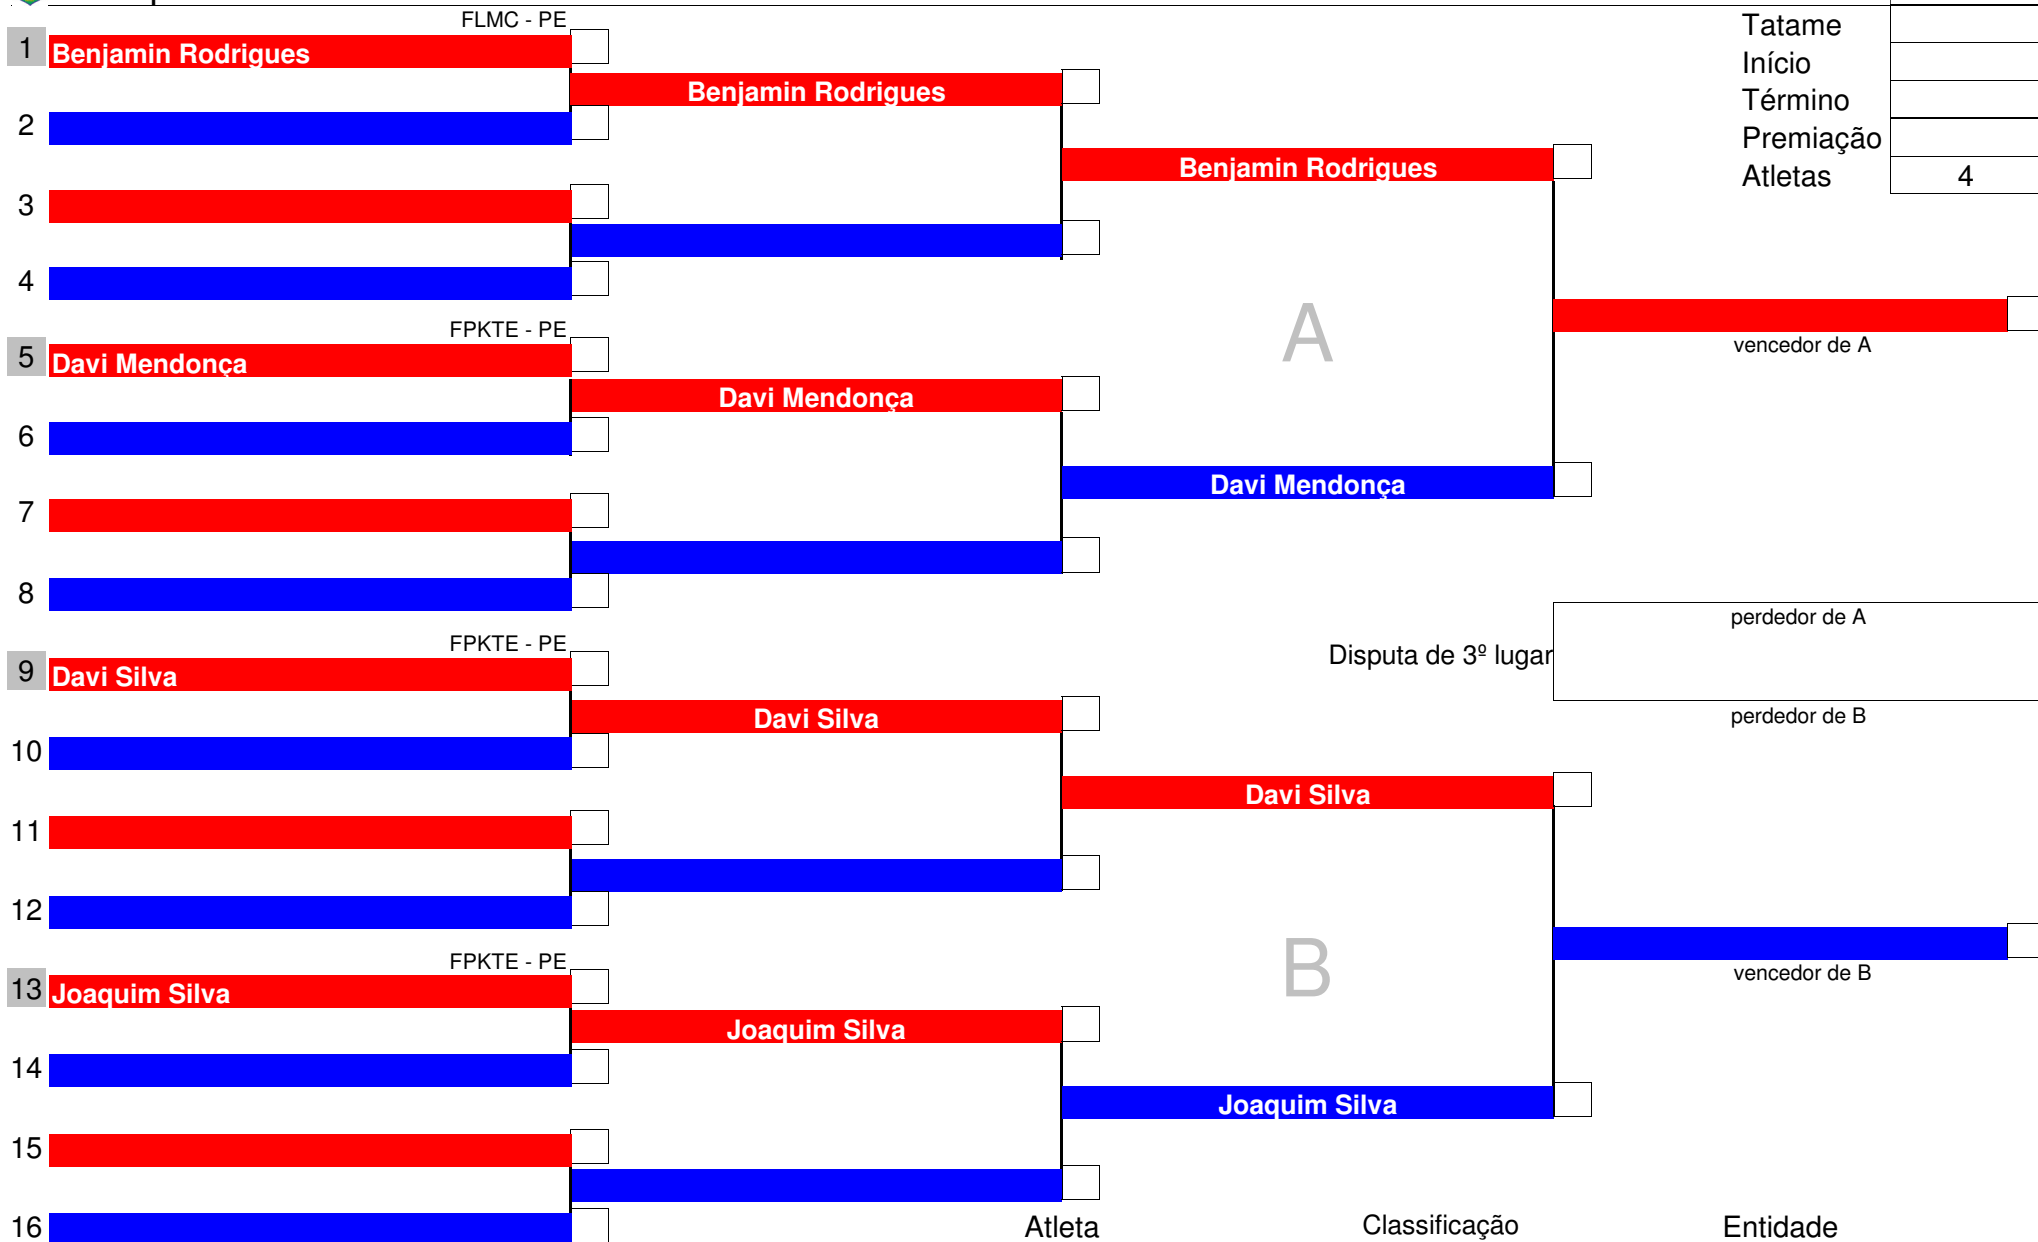 FLMC - PE
Tatame
1 Benjamin Rodrigues
Início
Benjamin Rodrigues
Término
2
Premiação
Benjamin Rodrigues
Atletas 4
3
4
A
FPKTE - PE
vencedor de A
5 Davi Mendonça
Davi Mendonça
6
Davi Mendonça
7
8
perdedor de A
FPKTE - PE
Disputa de 3º lugar
9 Davi Silva
Davi Silva
perdedor de B
10
Davi Silva
11
12
FPKTE - PE
B
vencedor de B
13 Joaquim Silva
Joaquim Silva
14
Joaquim Silva
15
16
Atleta Classificação Entidade